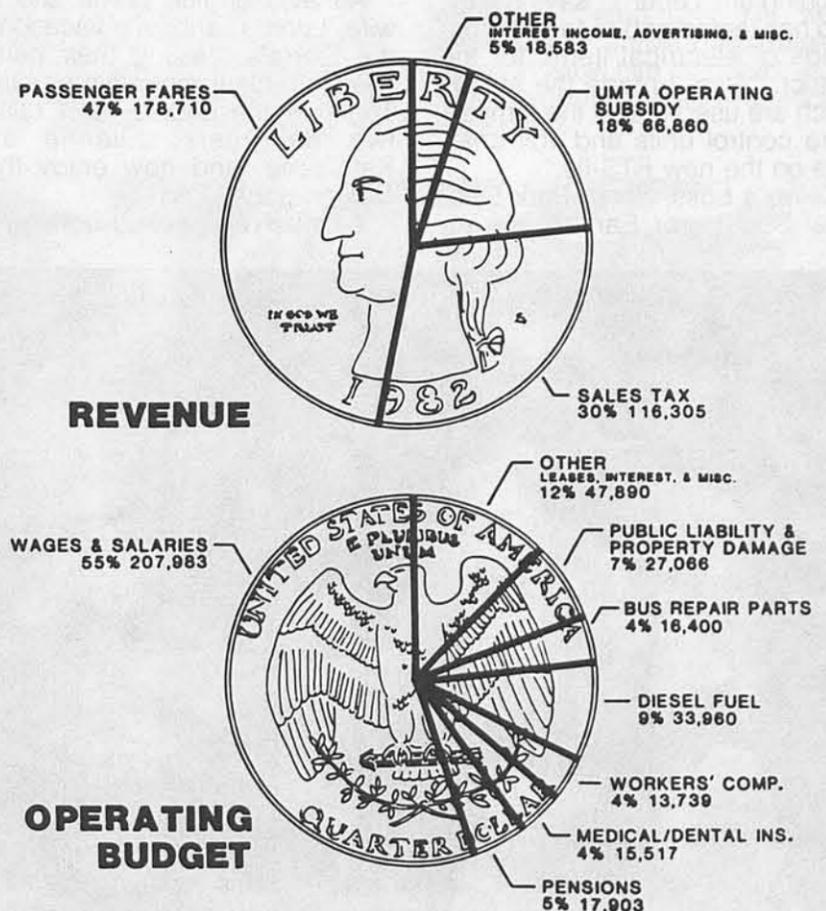 OTHER
INTEREST INCOME, ADVERTISING, & MISC.
5% 18,583
PASSENGER FARES
47% 178,710
UMTA OPERATING
SUBSIDY
18% 66,860
LIBERTY
IN GOD WE
TRUST
S
1982
SALES TAX
30% 116,305
REVENUE
OTHER
LEASES, INTEREST, & MISC.
12% 47,890
WAGES & SALARIES
55% 207,983
PUBLIC LIABILITY &
PROPERTY DAMAGE
7% 27,066
UNITED STATES OF AMERICA
E PLURIBUS
UNUM
BUS REPAIR PARTS
4% 16,400
DIESEL FUEL
9% 33,960
WORKERS' COMP.
4% 13,739
QUARTER DOLLAR
MEDICAL/DENTAL INS.
4% 15,517
PENSIONS
5% 17,903
OPERATING
BUDGET